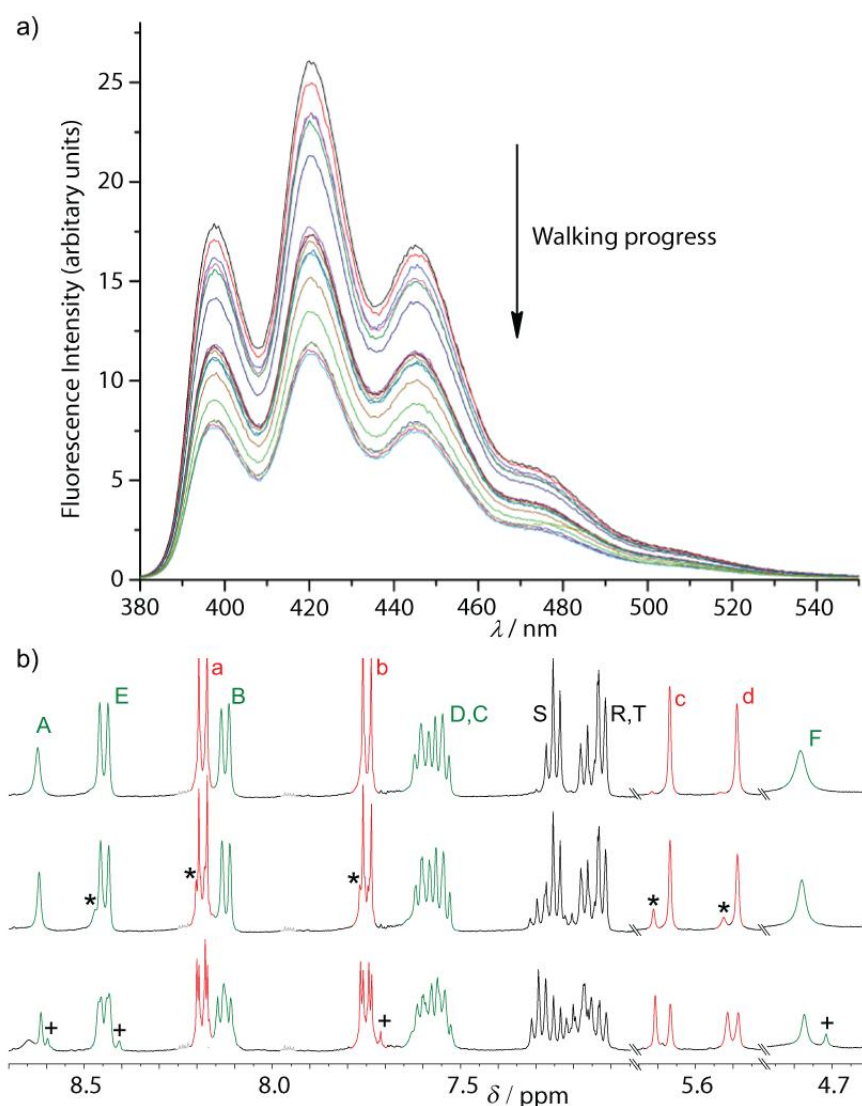 a)
Fluorescence Intensity (arbitary units)
25
20
15
10
5
0
Walking progress
380 400 420 440 460 480 500 520 540
λ / nm
b)
A E a B b D,C S R,T c d F
* * * * *
+ + + +
8.5 8.0 7.5 5.6 4.7
δ / ppm